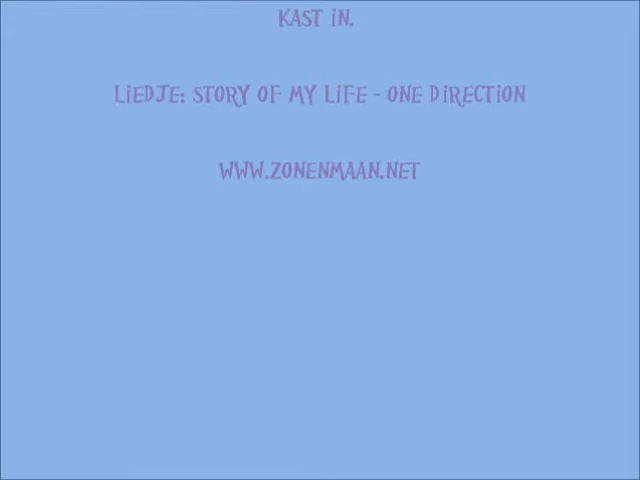 KAST IN.
LIEDJE: STORY OF MY LIFE - ONE DIRECTION
WWW.ZONENMAAN.NET